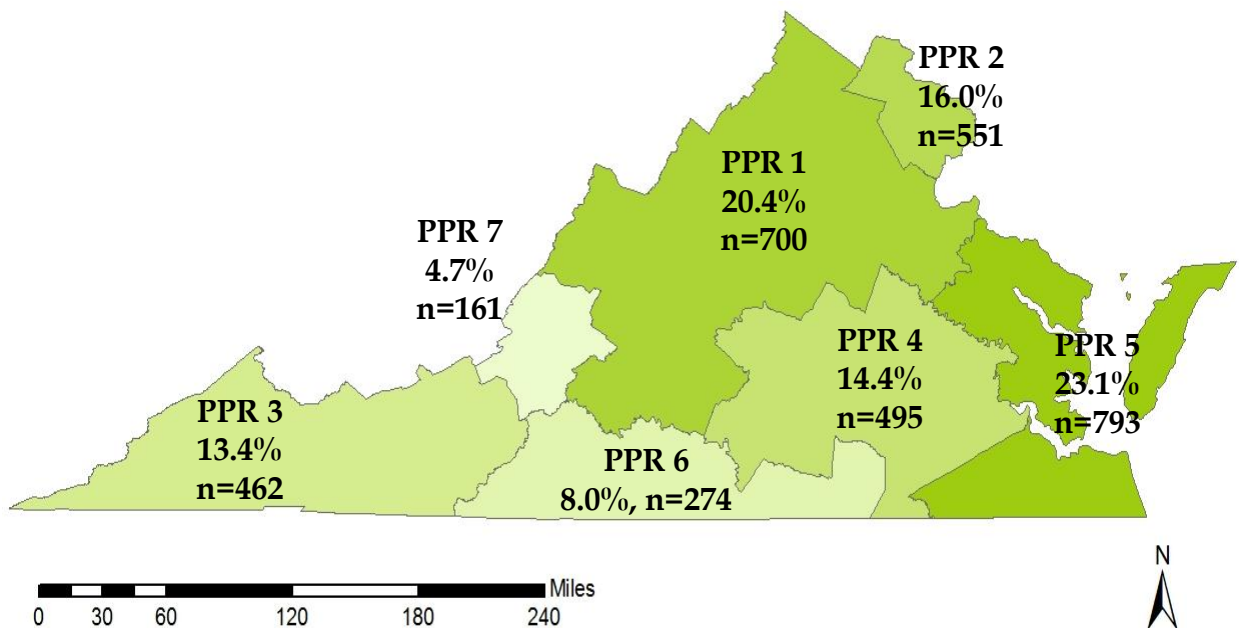 PPR 2
16.0%
n=551
PPR 1
20.4%
n=700
PPR 7
4.7%
n=161
PPR 4
14.4%
n=495
PPR 5
23.1%
n=793
PPR 3
13.4%
n=462
PPR 6
8.0%, n=274
N
Miles
0 30 60 120 180 240